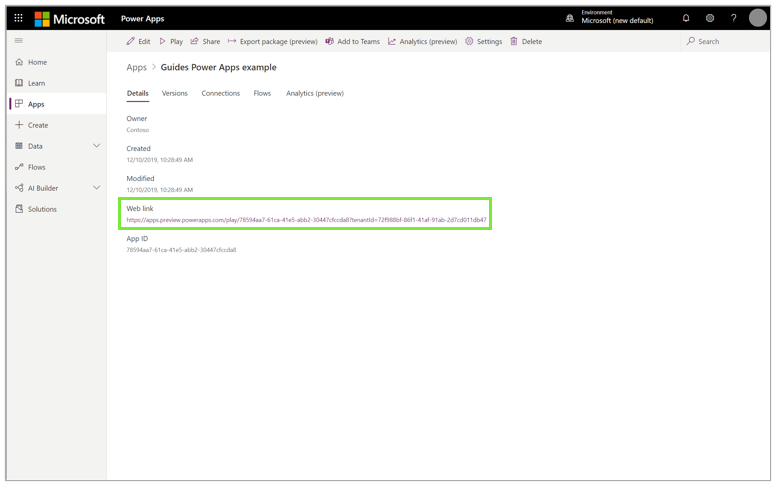 Microsoft Power Apps
Environment
Microsoft (new default)
?
Edit Play Share Export package (preview) Add to Teams Analytics (preview) Settings Delete Search
Home
Learn
Apps
Create
Data
Flows
AI Builder
Solutions
Apps > Guides Power Apps example
Details Versions Connections Flows Analytics (preview)
Owner
Contoso
Created
12/10/2019, 10:28:49 AM
Modified
12/10/2019, 10:28:49 AM
Web link
https://apps.preview.powerapps.com/play/78594aa7-61ca-41e5-abb2-30447cfccda8?tenantId=72f988bf-86f1-41af-91ab-2d7cd011db47
App ID
78594aa7-61ca-41e5-abb2-30447cfccda8